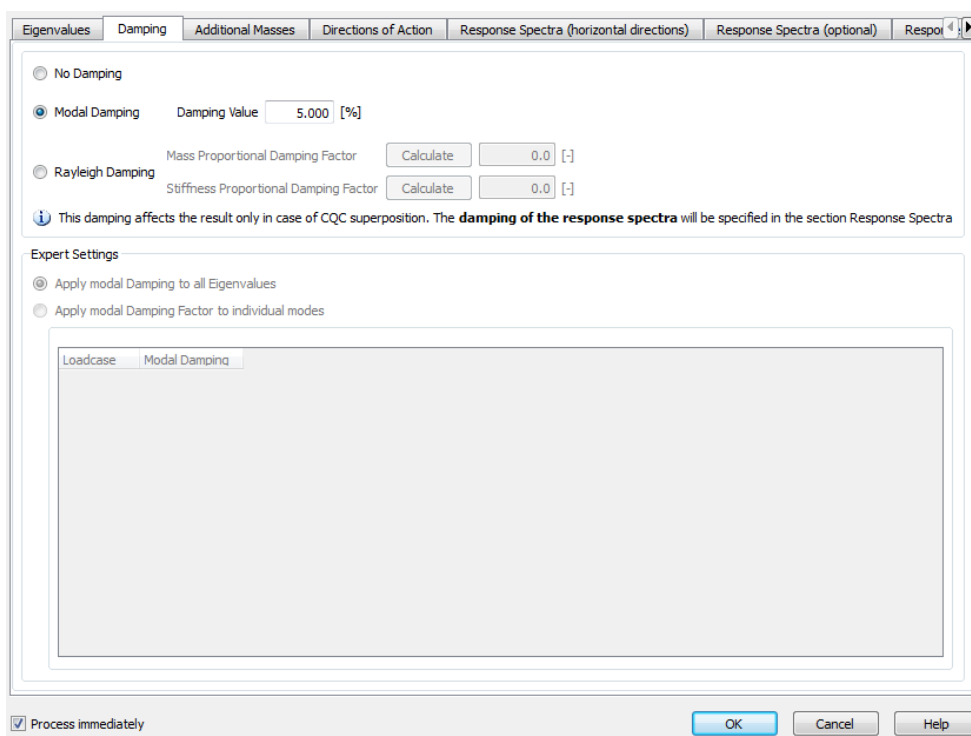 Eigenvalues Damping Additional Masses Directions of Action Response Spectra (horizontal directions) Response Spectra (optional)
No Damping
Modal Damping Damping Value 5.000 [%]
Mass Proportional Damping Factor Calculate 0.0 [-]
Rayleigh Damping
Stiffness Proportional Damping Factor Calculate 0.0 [-]
This damping affects the result only in case of CQC superposition. The damping of the response spectra will be specified in the section Response Spectra
Expert Settings
Apply modal Damping to all Eigenvalues
Apply modal Damping Factor to individual modes
Loadcase Modal Damping
Process immediately OK Cancel Help